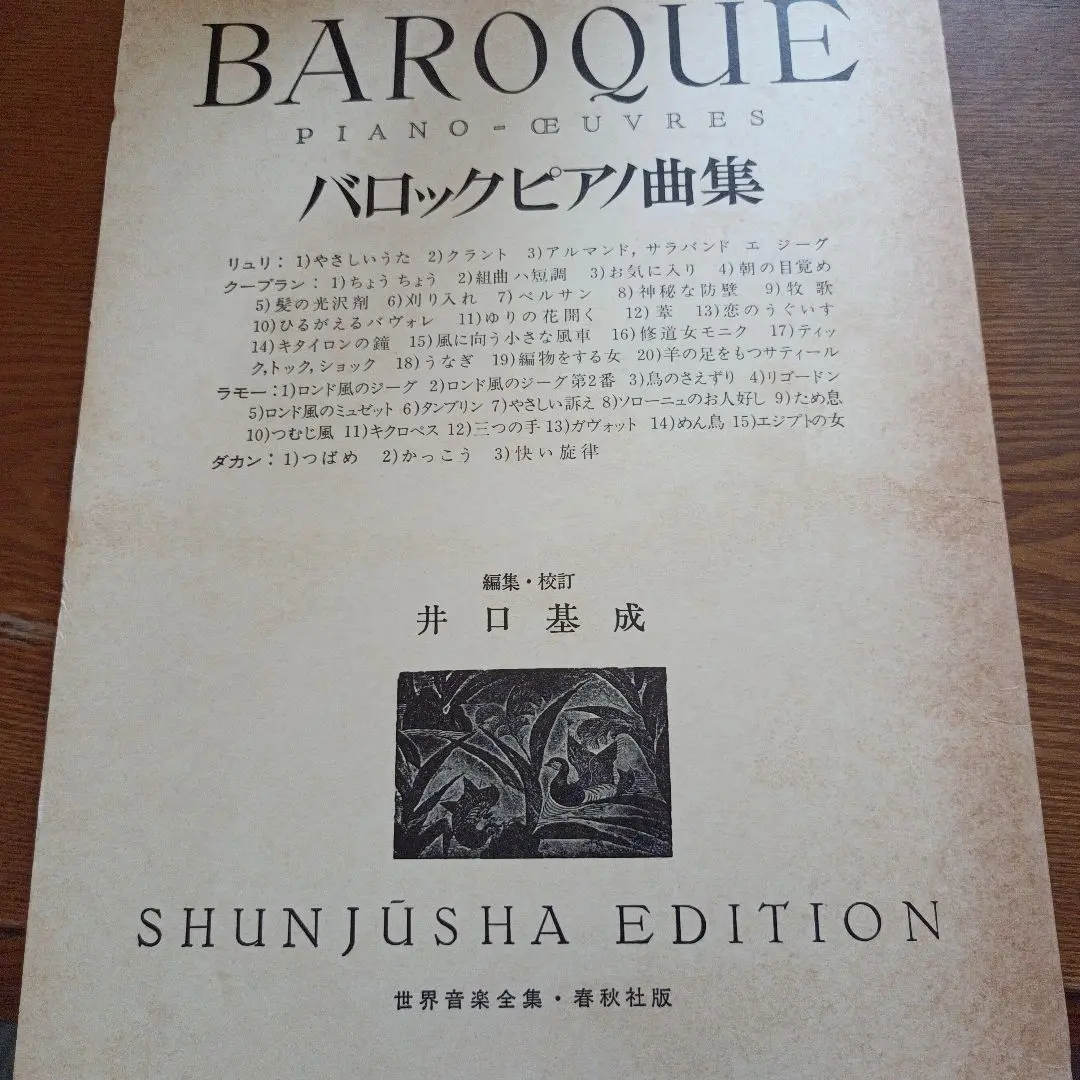 BAROQUE
PIANO-ŒUVRES
バロックピアノ曲集
リュリ：1)やさしいうた 2)クラント 3)アルマンド，サラバンド エ ジーグ
クープラン：1)ちょうちょう 2)組曲ハ短調 3)お気に入り 4)朝の目覚め
5)髪の光沢剤 6)刈り入れ 7)ベルサン 8)神秘な防壁 9)牧歌
10)ひるがえるバヴォレ 11)ゆりの花開く 12)葦 13)恋のうぐいす
14)キタイロンの鐘 15)風に向う小さな風車 16)修道女モニク 17)ティッ
ク,トック,ショック 18)うなぎ 19)編物をする女 20)羊の足をもつサティール
ラモー：1)ロンド風のジーグ 2)ロンド風のジーグ第2番 3)鳥のさえずり 4)リゴードン
5)ロンド風のミュゼット 6)タンブリン 7)やさしい訴え 8)ソローニュのお人好し 9)ため息
10)つむじ風 11)キクロペス 12)三つの手 13)ガヴォット 14)めん鳥 15)エジプトの女
ダカン：1)つばめ 2)かっこう 3)快い旋律
編集・校訂
井口基成
SHUNJŪSHA EDITION
世界音楽全集・春秋社版